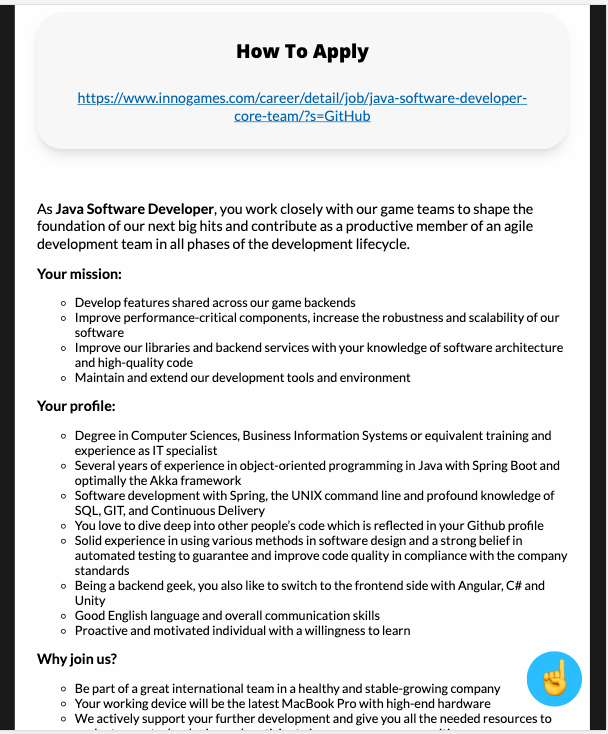 How To Apply
https://www.innogames.com/career/detail/job/java-software-developer-
core-team/?s=GitHub
As Java Software Developer, you work closely with our game teams to shape the
foundation of our next big hits and contribute as a productive member of an agile
development team in all phases of the development lifecycle.
Your mission:
Develop features shared across our game backends
Improve performance-critical components, increase the robustness and scalability of our
software
Improve our libraries and backend services with your knowledge of software architecture
and high-quality code
Maintain and extend our development tools and environment
Your profile:
Degree in Computer Sciences, Business Information Systems or equivalent training and
experience as IT specialist
Several years of experience in object-oriented programming in Java with Spring Boot and
optimally the Akka framework
Software development with Spring, the UNIX command line and profound knowledge of
SQL, GIT, and Continuous Delivery
You love to dive deep into other people's code which is reflected in your Github profile
Solid experience in using various methods in software design and a strong belief in
automated testing to guarantee and improve code quality in compliance with the company
standards
Being a backend geek, you also like to switch to the frontend side with Angular, C# and
Unity
Good English language and overall communication skills
Proactive and motivated individual with a willingness to learn
Why join us?
Be part of a great international team in a healthy and stable-growing company
Your working device will be the latest MacBook Pro with high-end hardware
We actively support your further development and give you all the needed resources to